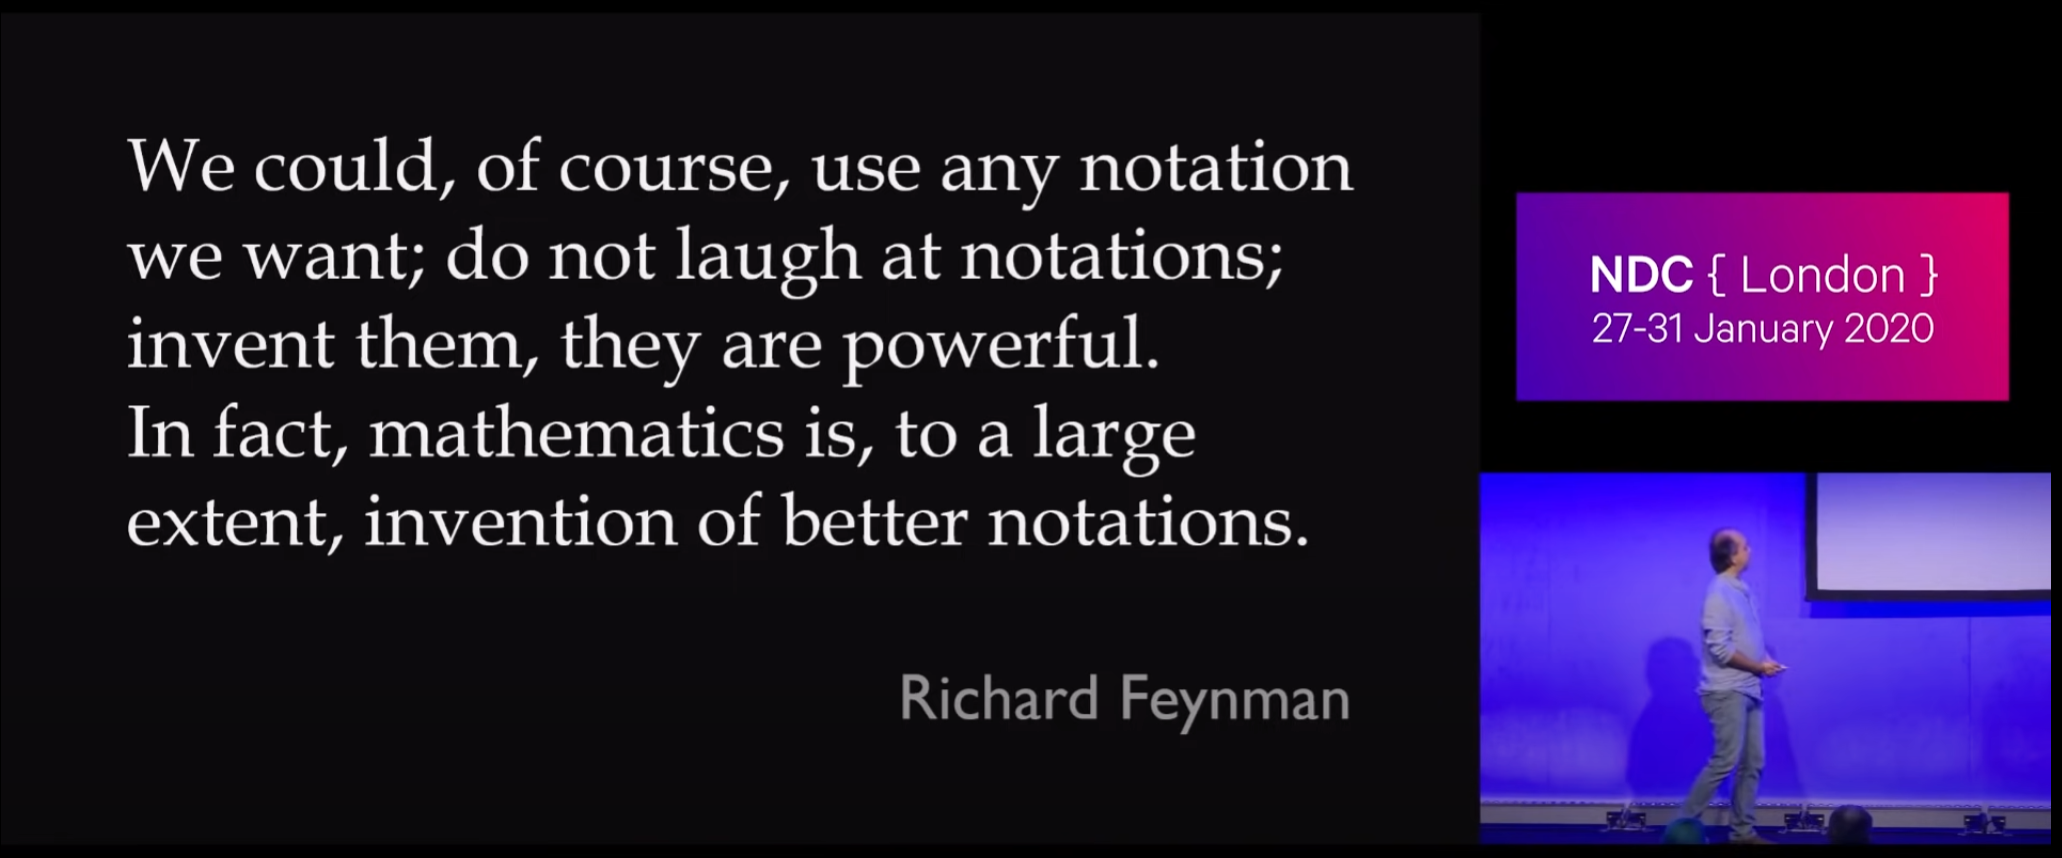 We could, of course, use any notation
we want; do not laugh at notations;
invent them, they are powerful.
In fact, mathematics is, to a large
extent, invention of better notations.
Richard Feynman
NDC { London }
27-31 January 2020